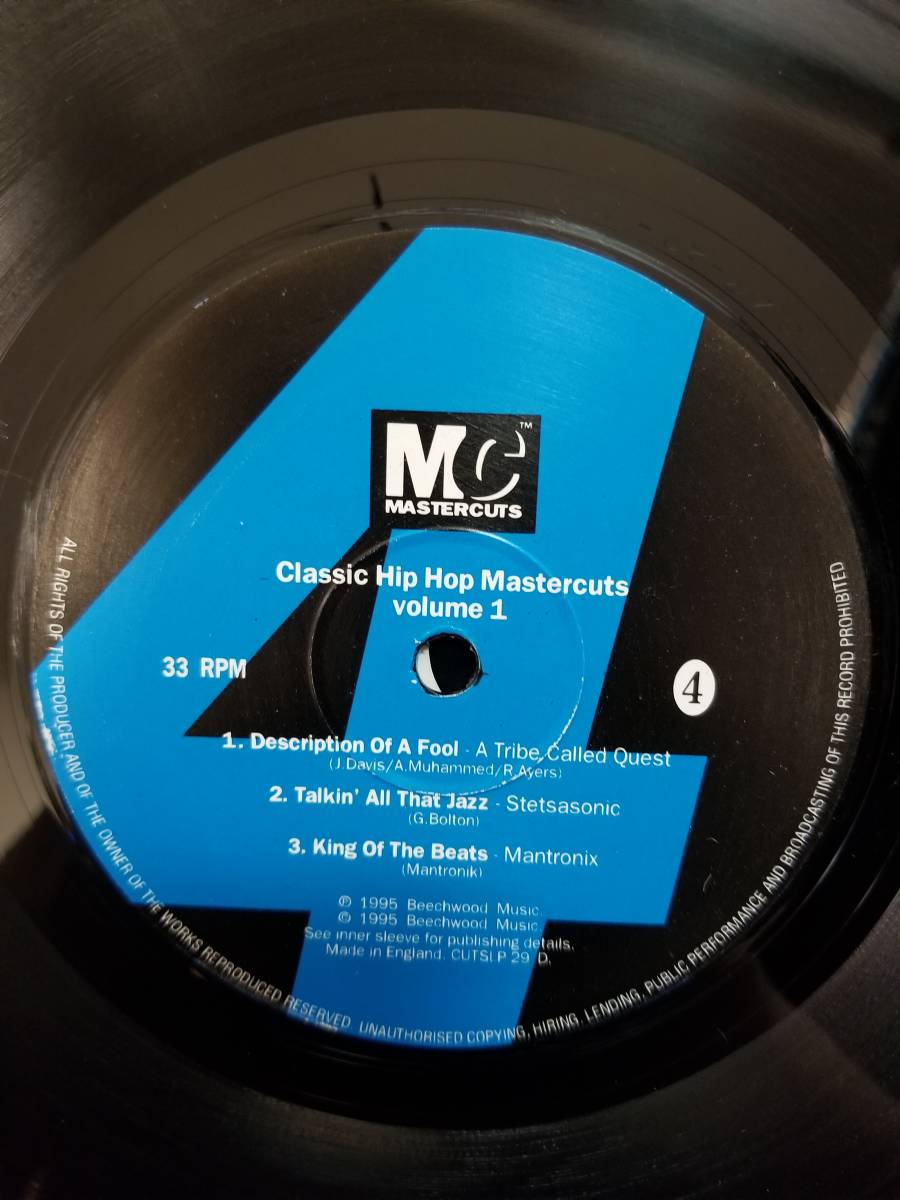 MC™
MASTERCUTS
Classic Hip Hop Mastercuts
volume 1
33 RPM
4
1. Description Of A Fool - A Tribe Called Quest
(J.Davis/A.Muhammed/R.Ayers)
2. Talkin' All That Jazz - Stetsasonic
(G.Bolton)
3. King Of The Beats - Mantronix
(Mantronik)
℗ 1995 Beechwood Music.
© 1995 Beechwood Music.
See inner sleeve for publishing details.
Made in England. CUTSLP 29 D.
ALL RIGHTS OF THE PRODUCER AND OF THE OWNER OF THE WORKS REPRODUCED RESERVED. UNAUTHORISED COPYING, HIRING, LENDING, PUBLIC PERFORMANCE AND BROADCASTING OF THIS RECORD PROHIBITED